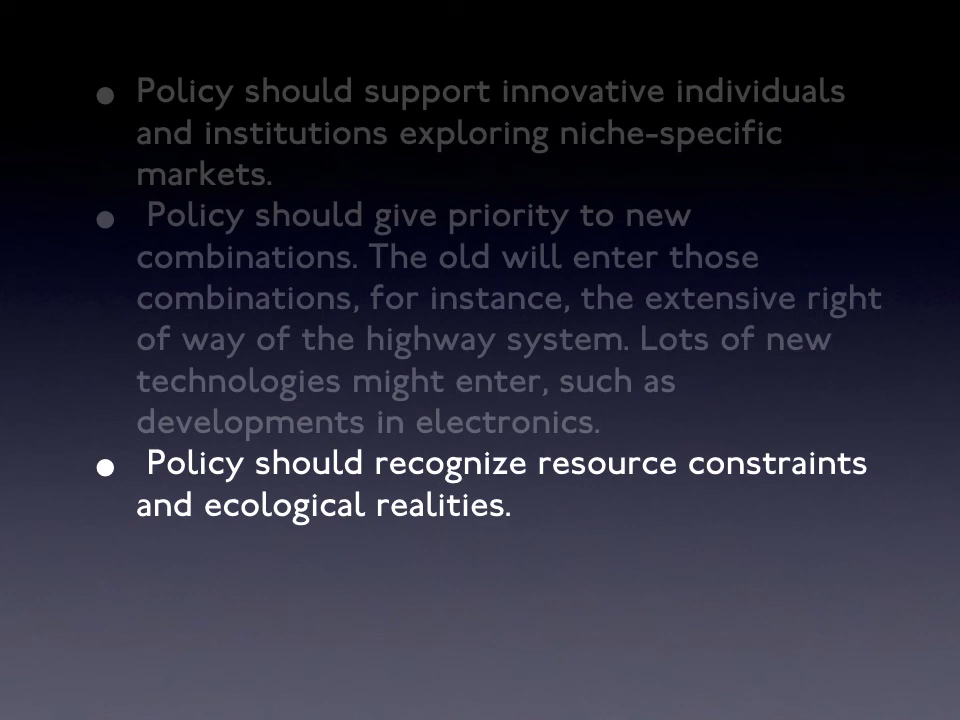 • Policy should support innovative individuals
and institutions exploring niche-specific
markets.
• Policy should give priority to new
combinations. The old will enter those
combinations, for instance, the extensive right
of way of the highway system. Lots of new
technologies might enter, such as
developments in electronics.
• Policy should recognize resource constraints
and ecological realities.